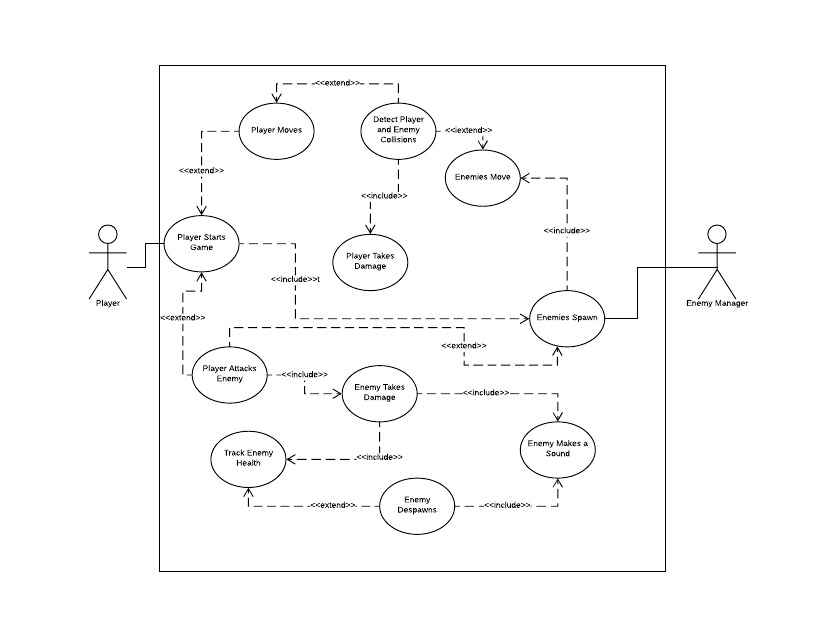 <<extend>>
Player Moves
Detect Player
and Enemy
Collisions
<<iextend>>
<<extend>>
Enemies Move
<<include>>
Player Starts
Game
<<include>>
Player Takes
Damage
<<include>>t
Player
Enemy Manager
<<extend>>
Enemies Spawn
<<extend>>
Player Attacks
Enemy
<<include>>
Enemy Takes
Damage
<<include>>
Track Enemy
Health
<<include>>
Enemy Makes a
Sound
<<extend>>
Enemy
Despawns
<<include>>